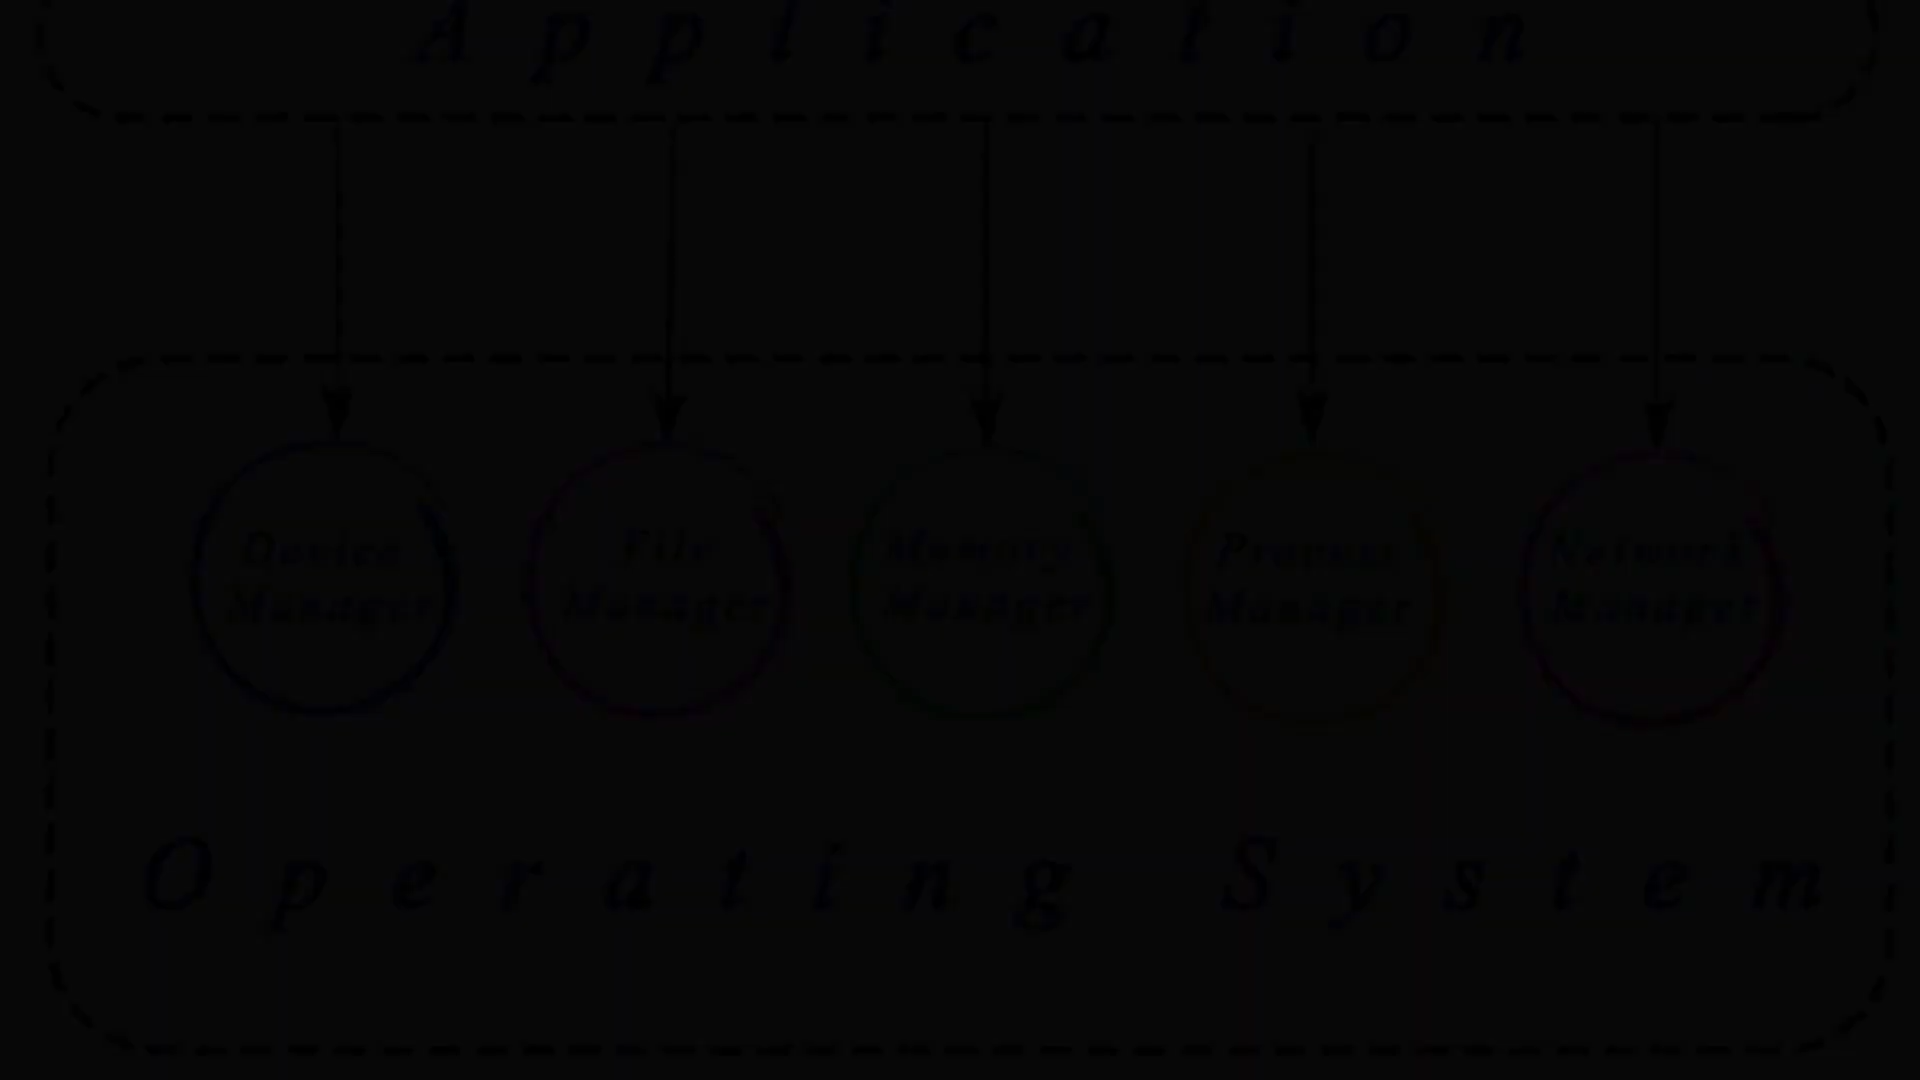 Application
Device
Manager
File
Manager
Memory
Manager
Process
Manager
Network
Manager
Operating System